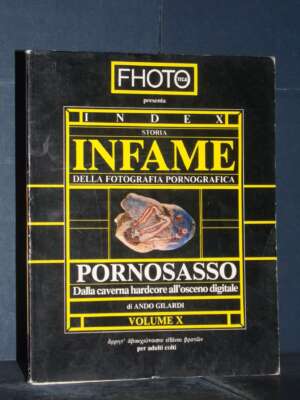 FHOTO
presenta
INDEX
STORIA
INFAME
DELLA FOTOGRAFIA PORNOGRAFICA
PORNOSASSO
Dalla caverna hardcore all'osceno digitale
di ANDO GILARDI
VOLUME X
per adulti colti